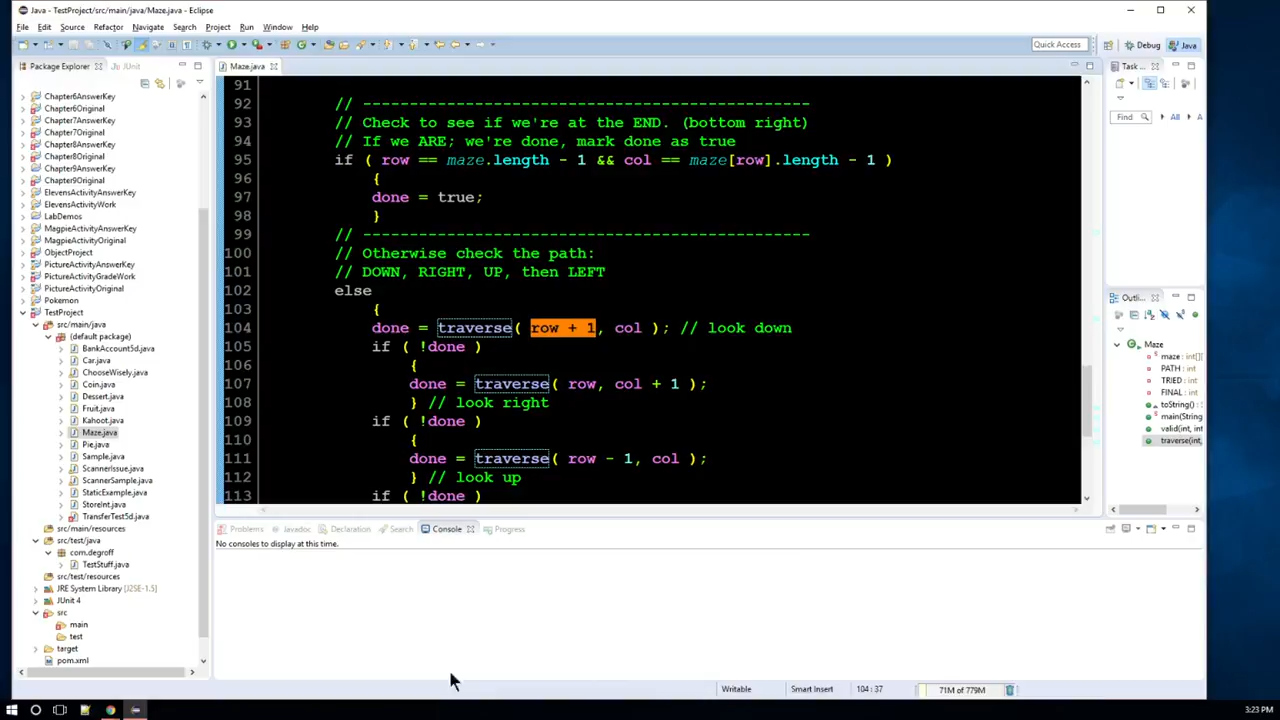 Java - TestProject/src/main/java/Maze.java - Eclipse
File Edit Source Refactor Navigate Search Project Run Window Help
Quick Access
Debug
Java
Package Explorer
JUnit
Chapter6AnswerKey
Chapter6Original
Chapter7AnswerKey
Chapter7Original
Chapter8AnswerKey
Chapter8Original
Chapter9AnswerKey
Chapter9Original
ElevensActivityAnswerKey
ElevensActivityWork
LabDemos
MagpieActivityAnswerKey
MagpieActivityOriginal
ObjectProject
PictureActivityAnswerKey
PictureActivityGradeWork
PictureActivityOriginal
Pokemon
TestProject
src/main/java
(default package)
BankAccount5d.java
Car.java
ChooseWisely.java
Coin.java
Dessert.java
Fruit.java
Kahoot.java
Maze.java
Pie.java
Sample.java
ScannerIssue.java
ScannerSample.java
StaticExample.java
StoreInt.java
TransferTest5d.java
src/main/resources
src/test/java
com.degroff
TestStuff.java
src/test/resources
JRE System Library [J2SE-1.5]
JUnit 4
src
main
test
target
pom.xml
Maze.java
91
92 // ------------------------------------------------
93 // Check to see if we're at the END. (bottom right)
94 // If we ARE; we're done, mark done as true
95 if ( row == maze.length - 1 && col == maze[row].length - 1 )
96 {
97 done = true;
98 }
99 // ------------------------------------------------
100 // Otherwise check the path:
101 // DOWN, RIGHT, UP, then LEFT
102 else
103 {
104 done = traverse( row + 1, col ); // look down
105 if ( !done )
106 {
107 done = traverse( row, col + 1 );
108 } // look right
109 if ( !done )
110 {
111 done = traverse( row - 1, col );
112 } // look up
113 if ( !done )
Task
Find
All
Outli
Maze
maze : int[][]
PATH : int
TRIED : int
FINAL : int
toString() :
main(String
valid(int, int
traverse(int,
Problems Javadoc Declaration Search Console Progress
No consoles to display at this time.
Writable
Smart Insert
104 : 37
71M of 779M
3:23 PM